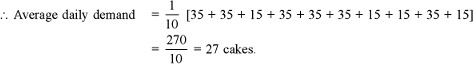 ∴ Average daily demand = 1/10 [35 + 35 + 15 + 35 + 35 + 35 + 15 + 15 + 35 + 15]
= 270/10 = 27 cakes.